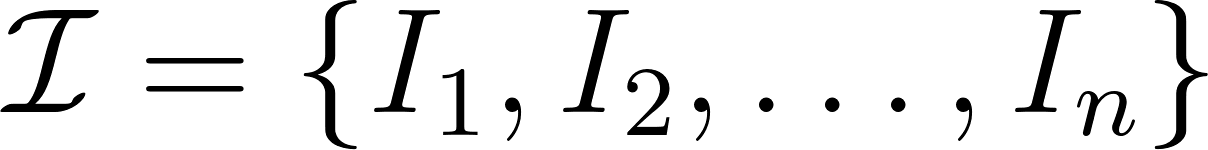 ℐ = {I₁, I₂, . . . , Iₙ}